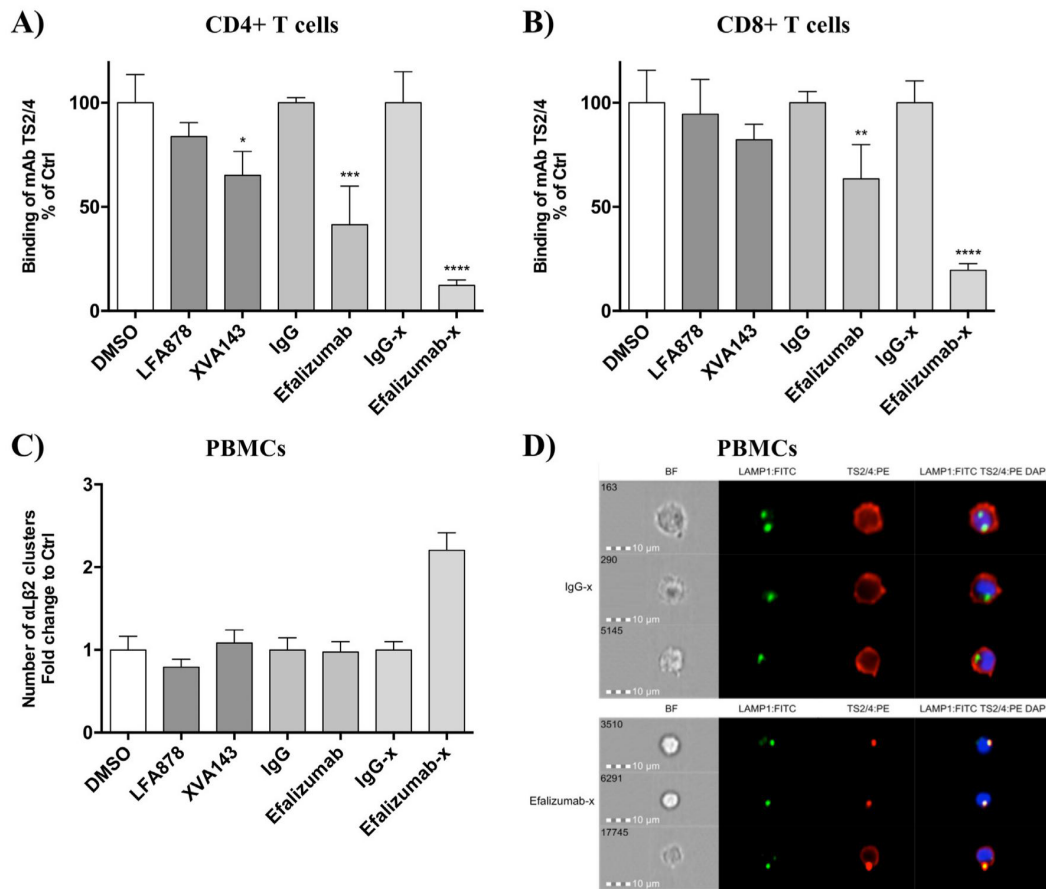 A)
CD4+ T cells
Binding of mAb TS2/4
% of Ctrl
100
50
0
*
***
****
DMSO
LFA878
XVA143
IgG
Efalizumab
IgG-x
Efalizumab-x
B)
CD8+ T cells
Binding of mAb TS2/4
% of Ctrl
100
50
0
**
****
DMSO
LFA878
XVA143
IgG
Efalizumab
IgG-x
Efalizumab-x
C)
PBMCs
Number of αLβ2 clusters
Fold change to Ctrl
3
2
1
0
DMSO
LFA878
XVA143
IgG
Efalizumab
IgG-x
Efalizumab-x
D)
PBMCs
BF LAMP1:FITC TS2/4:PE LAMP1:FITC TS2/4:PE DAP
163
10 µm
290
IgG-x
10 µm
5145
10 µm
BF LAMP1:FITC TS2/4:PE LAMP1:FITC TS2/4:PE DAP
3510
10 µm
6291
Efalizumab-x
10 µm
17745
10 µm